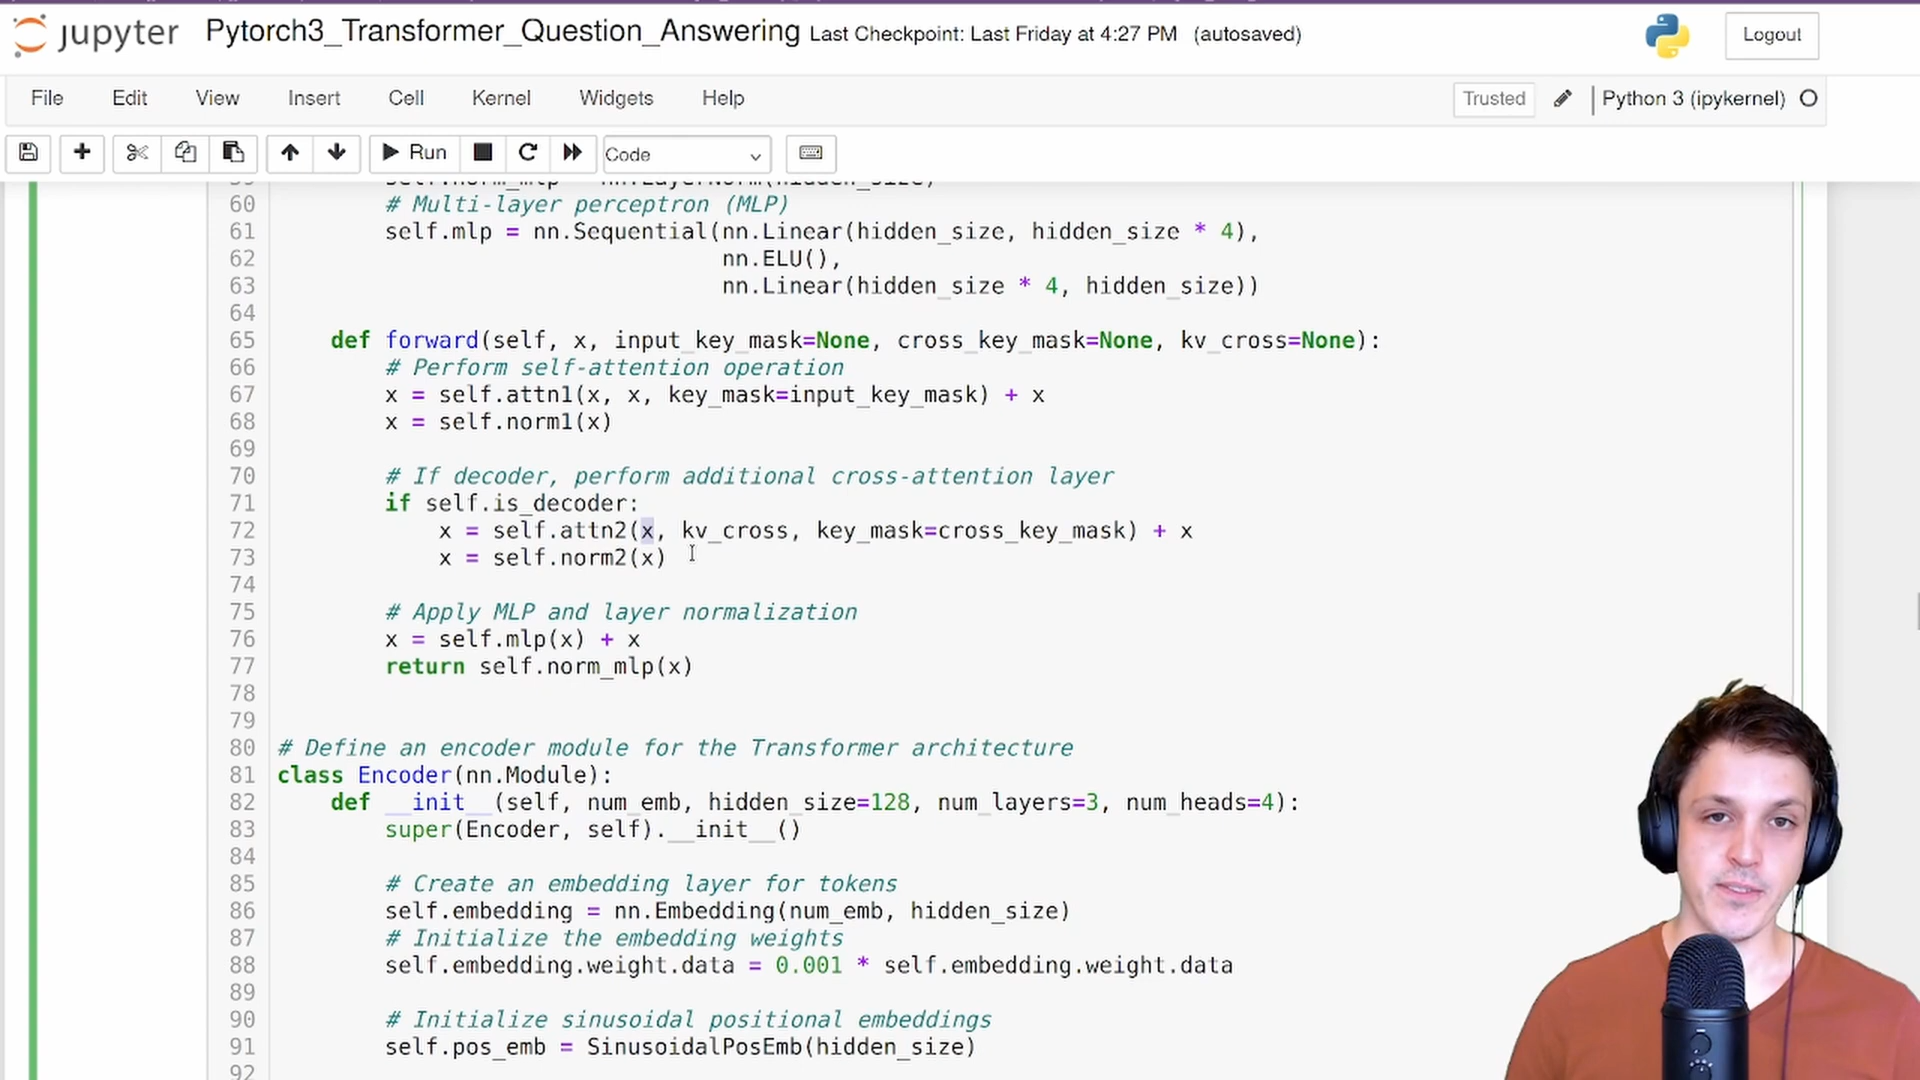 jupyter Pytorch3_Transformer_Question_Answering Last Checkpoint: Last Friday at 4:27 PM (autosaved) Logout
File Edit View Insert Cell Kernel Widgets Help Trusted Python 3 (ipykernel)
Run Code
59 self.norm_mlp = nn.LayerNorm(hidden_size)
60 # Multi-layer perceptron (MLP)
61 self.mlp = nn.Sequential(nn.Linear(hidden_size, hidden_size * 4),
62 nn.ELU(),
63 nn.Linear(hidden_size * 4, hidden_size))
64
65 def forward(self, x, input_key_mask=None, cross_key_mask=None, kv_cross=None):
66 # Perform self-attention operation
67 x = self.attn1(x, x, key_mask=input_key_mask) + x
68 x = self.norm1(x)
69
70 # If decoder, perform additional cross-attention layer
71 if self.is_decoder:
72 x = self.attn2(x, kv_cross, key_mask=cross_key_mask) + x
73 x = self.norm2(x)
74
75 # Apply MLP and layer normalization
76 x = self.mlp(x) + x
77 return self.norm_mlp(x)
78
79
80 # Define an encoder module for the Transformer architecture
81 class Encoder(nn.Module):
82 def __init__(self, num_emb, hidden_size=128, num_layers=3, num_heads=4):
83 super(Encoder, self).__init__()
84
85 # Create an embedding layer for tokens
86 self.embedding = nn.Embedding(num_emb, hidden_size)
87 # Initialize the embedding weights
88 self.embedding.weight.data = 0.001 * self.embedding.weight.data
89
90 # Initialize sinusoidal positional embeddings
91 self.pos_emb = SinusoidalPosEmb(hidden_size)
92